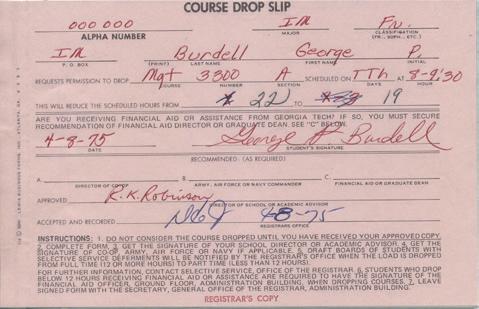 COURSE DROP SLIP
000 000 IM Fr.
ALPHA NUMBER MAJOR CLASSIFICATION
(FR., SOPH., ETC.)
IM Burdell George P.
P. O. BOX (PRINT) LAST NAME FIRST NAME INITIAL
REQUESTS PERMISSION TO DROP Mgt 3300 A SCHEDULED ON TTh AT 8-9:30
COURSE NUMBER SECTION DAYS HOUR
THIS WILL REDUCE THE SCHEDULED HOURS FROM 22 TO 19
ARE YOU RECEIVING FINANCIAL AID OR ASSISTANCE FROM GEORGIA TECH? IF SO, YOU MUST SECURE
RECOMMENDATION OF FINANCIAL AID DIRECTOR OR GRADUATE DEAN. SEE "C" BELOW.
4-8-75 George P Burdell
DATE STUDENT'S SIGNATURE
RECOMMENDED: (AS REQUIRED)
A. B. C.
DIRECTOR OF CO-OP ARMY, AIR FORCE OR NAVY COMMANDER FINANCIAL AID OR GRADUATE DEAN
APPROVED R.K. Robinson
DIRECTOR OF SCHOOL OR ACADEMIC ADVISOR
ACCEPTED AND RECORDED 4-8-75
REGISTRARS OFFICE
INSTRUCTIONS: 1. DO NOT CONSIDER THE COURSE DROPPED UNTIL YOU HAVE RECEIVED YOUR APPROVED COPY.
2. COMPLETE FORM. 3. GET THE SIGNATURE OF YOUR SCHOOL DIRECTOR OR ACADEMIC ADVISOR. 4. GET THE
SIGNATURE OF CO-OP, ARMY, AIR FORCE OR NAVY IF APPLICABLE. 5. DRAFT BOARDS OF STUDENTS WITH
SELECTIVE SERVICE DEFERMENTS WILL BE NOTIFIED BY THE REGISTRAR'S OFFICE WHEN THE LOAD IS DROPPED
FROM FULL TIME (12 OR MORE HOURS) TO PART TIME (LESS THAN 12 HOURS).
FOR FURTHER INFORMATION, CONTACT SELECTIVE SERVICE, OFFICE OF THE REGISTRAR. 6. STUDENTS WHO DROP
BELOW 12 HOURS RECEIVING FINANCIAL AID OR ASSISTANCE ARE REQUIRED TO HAVE THE SIGNATURE OF THE
FINANCIAL AID OFFICER, GROUND FLOOR, ADMINISTRATION BUILDING, WHEN DROPPING COURSES. 7. LEAVE
SIGNED FORM WITH THE SECRETARY, GENERAL OFFICE OF THE REGISTRAR, ADMINISTRATION BUILDING.
REGISTRAR'S COPY